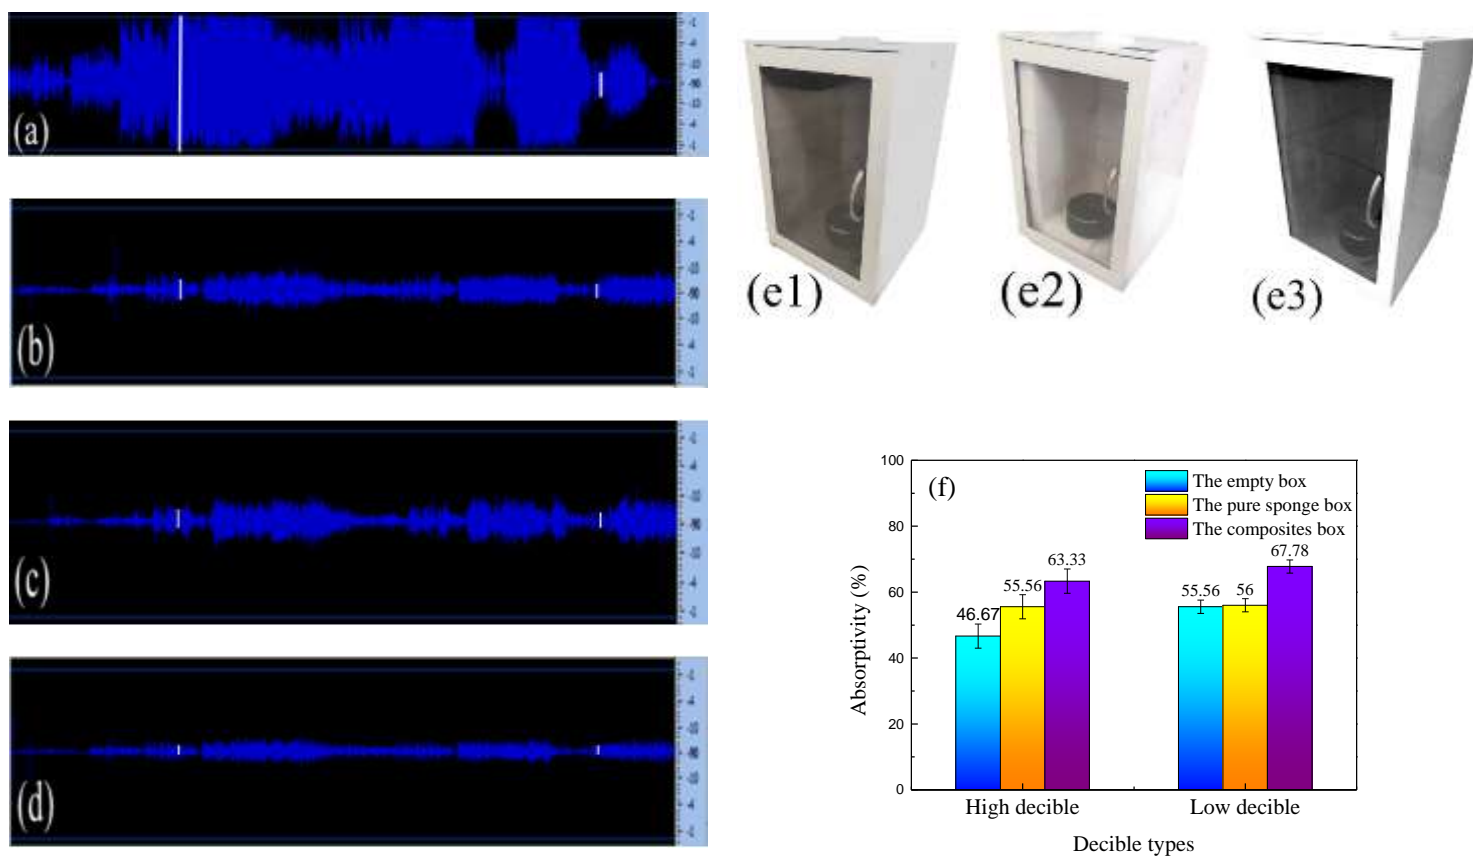 (a)
(b)
(c)
(d)
(e1)
(e2)
(e3)
(f)
The empty box
The pure sponge box
The composites box
100
80
60
40
20
0
Absorptivity (%)
46.67
55.56
63.33
55.56
56
67.78
High decible
Low decible
Decible types